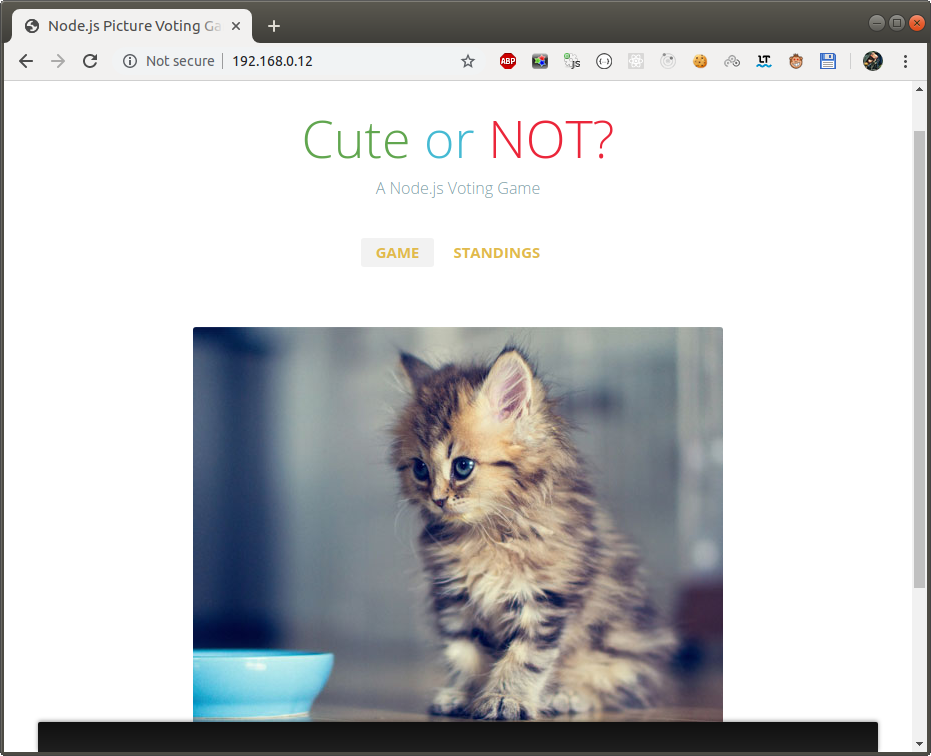 Node.js Picture Voting Ga
Not secure 192.168.0.12
ABP js LT
Cute or NOT?
A Node.js Voting Game
GAME STANDINGS